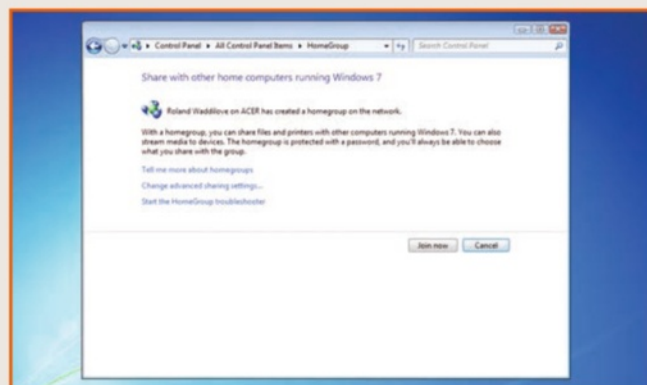 Control Panel ▸ All Control Panel Items ▸ HomeGroup
Search Control Panel
Share with other home computers running Windows 7
Roland Waddilove on ACER has created a homegroup on the network.
With a homegroup, you can share files and printers with other computers running Windows 7. You can also
stream media to devices. The homegroup is protected with a password, and you'll always be able to choose
what you share with the group.
Tell me more about homegroups
Change advanced sharing settings...
Start the HomeGroup troubleshooter
Join now
Cancel